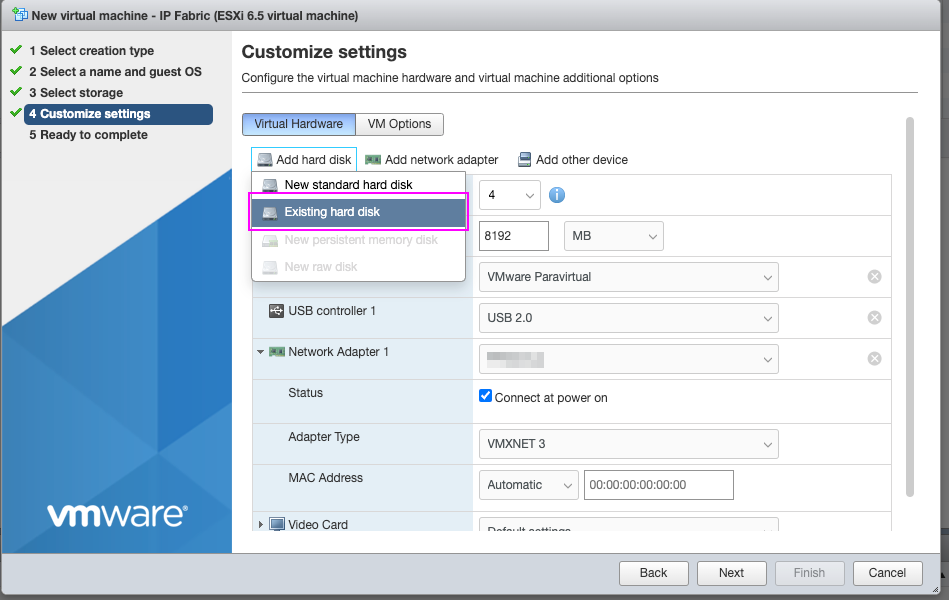 New virtual machine - IP Fabric (ESXi 6.5 virtual machine)
1 Select creation type
2 Select a name and guest OS
3 Select storage
4 Customize settings
5 Ready to complete
vmware®
Customize settings
Configure the virtual machine hardware and virtual machine additional options
Virtual Hardware VM Options
Add hard disk Add network adapter Add other device
New standard hard disk
Existing hard disk
New persistent memory disk
New raw disk
4
8192 MB
VMware Paravirtual
USB controller 1 USB 2.0
Network Adapter 1
Status Connect at power on
Adapter Type VMXNET 3
MAC Address Automatic 00:00:00:00:00:00
Video Card Default settings
Back Next Finish Cancel